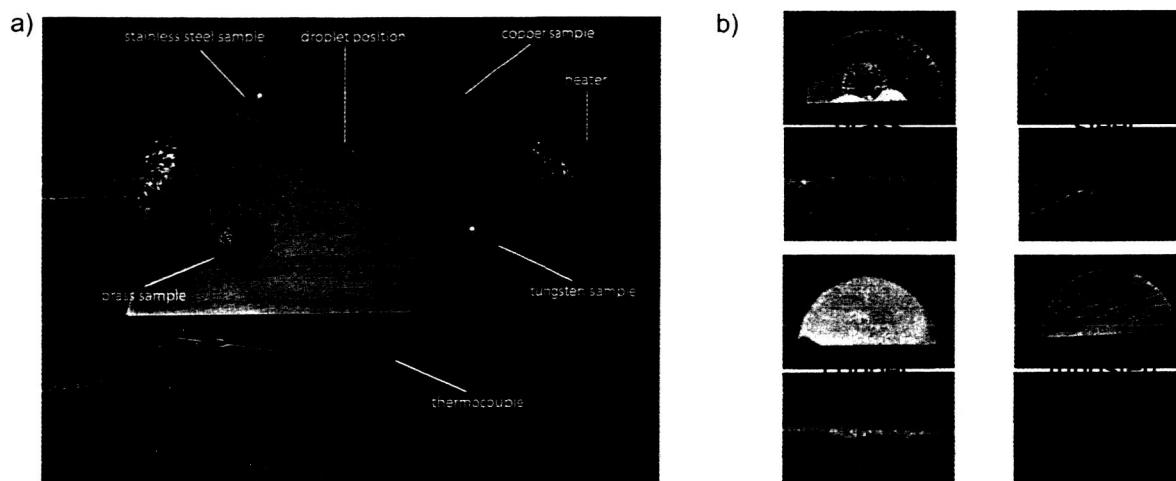 a)
b)
stainless steel sample
droplet position
copper sample
heater
brass sample
tungsten sample
thermocouple